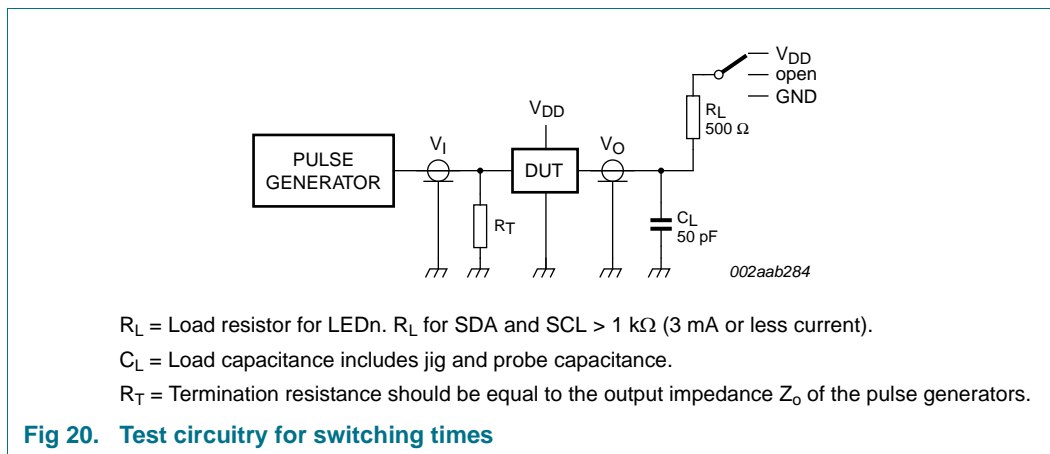 VDD
open
GND
RL
500 Ω
VDD
VI
VO
PULSE
GENERATOR
DUT
RT
CL
50 pF
002aab284
RL = Load resistor for LEDn. RL for SDA and SCL > 1 kΩ (3 mA or less current).
CL = Load capacitance includes jig and probe capacitance.
RT = Termination resistance should be equal to the output impedance Zo of the pulse generators.
Fig 20. Test circuitry for switching times